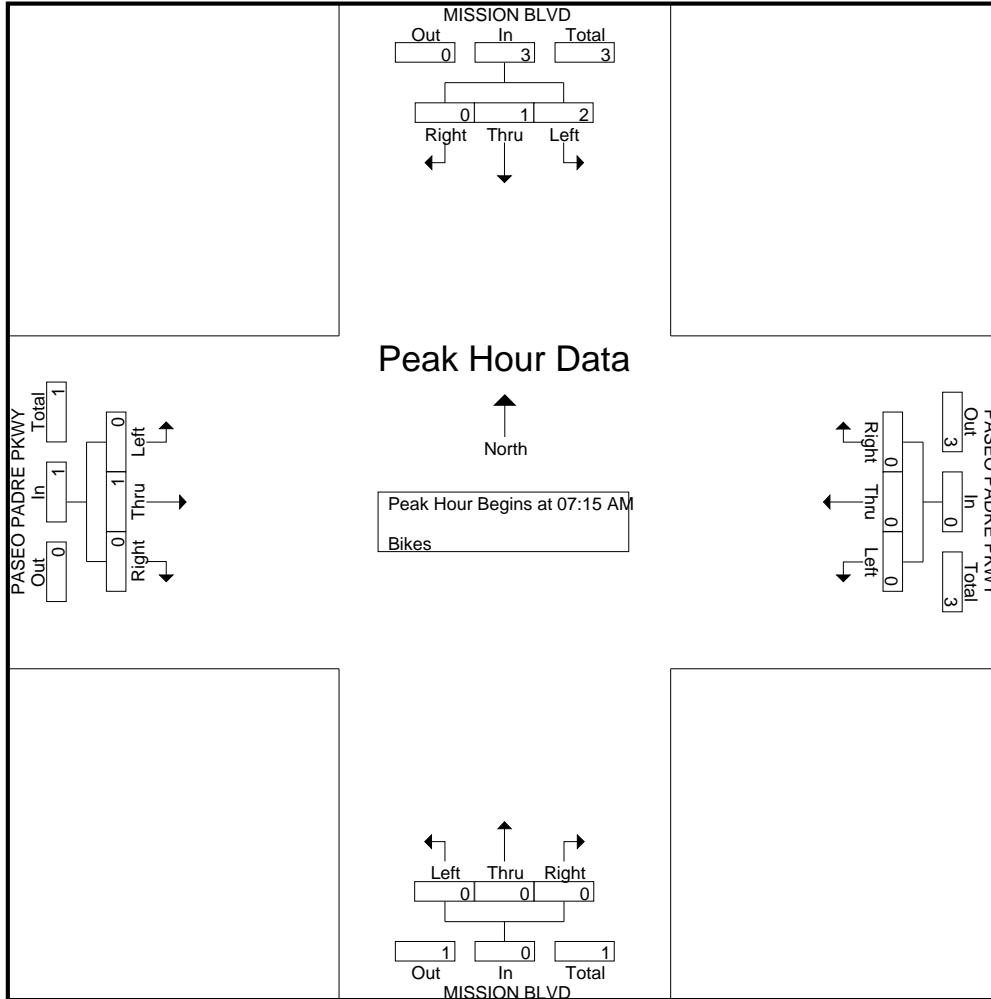 MISSION BLVD
Out In Total
0 3 3
0 1 2
Right Thru Left
Peak Hour Data
North
Peak Hour Begins at 07:15 AM
Bikes
PASEO PADRE PKWY
Out In Total
0 1 1
0 1 0
Right Thru Left
PASEO PADRE PKWY
Out In Total
3 0 3
0 0 0
Right Thru Left
Left Thru Right
0 0 0
1 0 1
Out In Total
MISSION BLVD